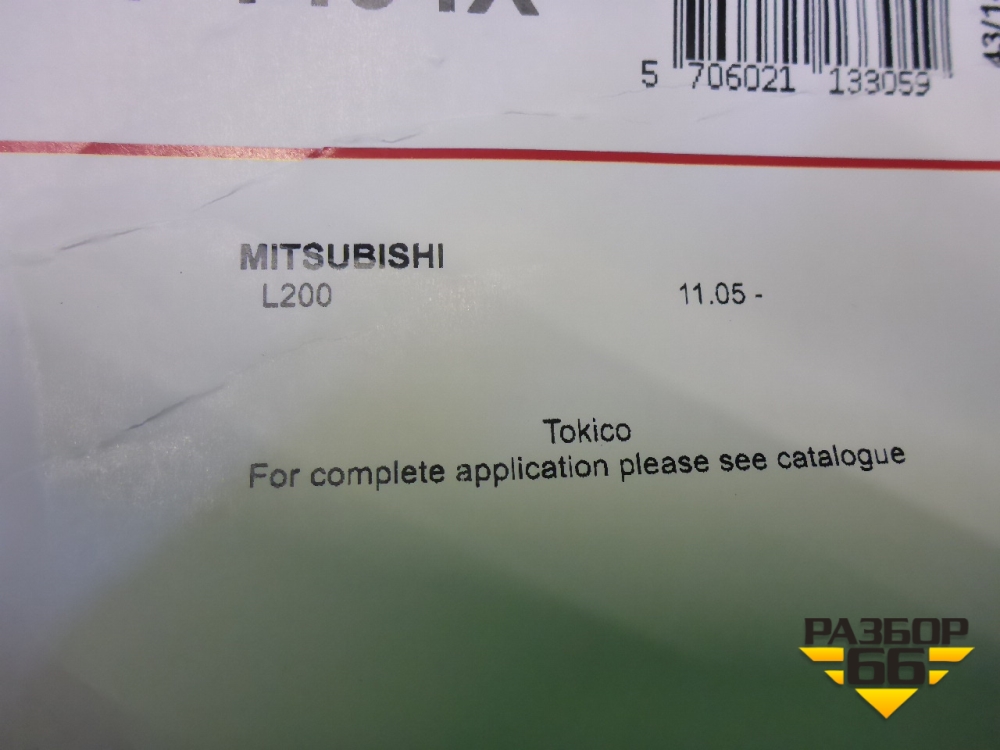 5 706021 133059
MITSUBISHI
L200 11.05 -
Tokico
For complete application please see catalogue
РАЗБОР
66